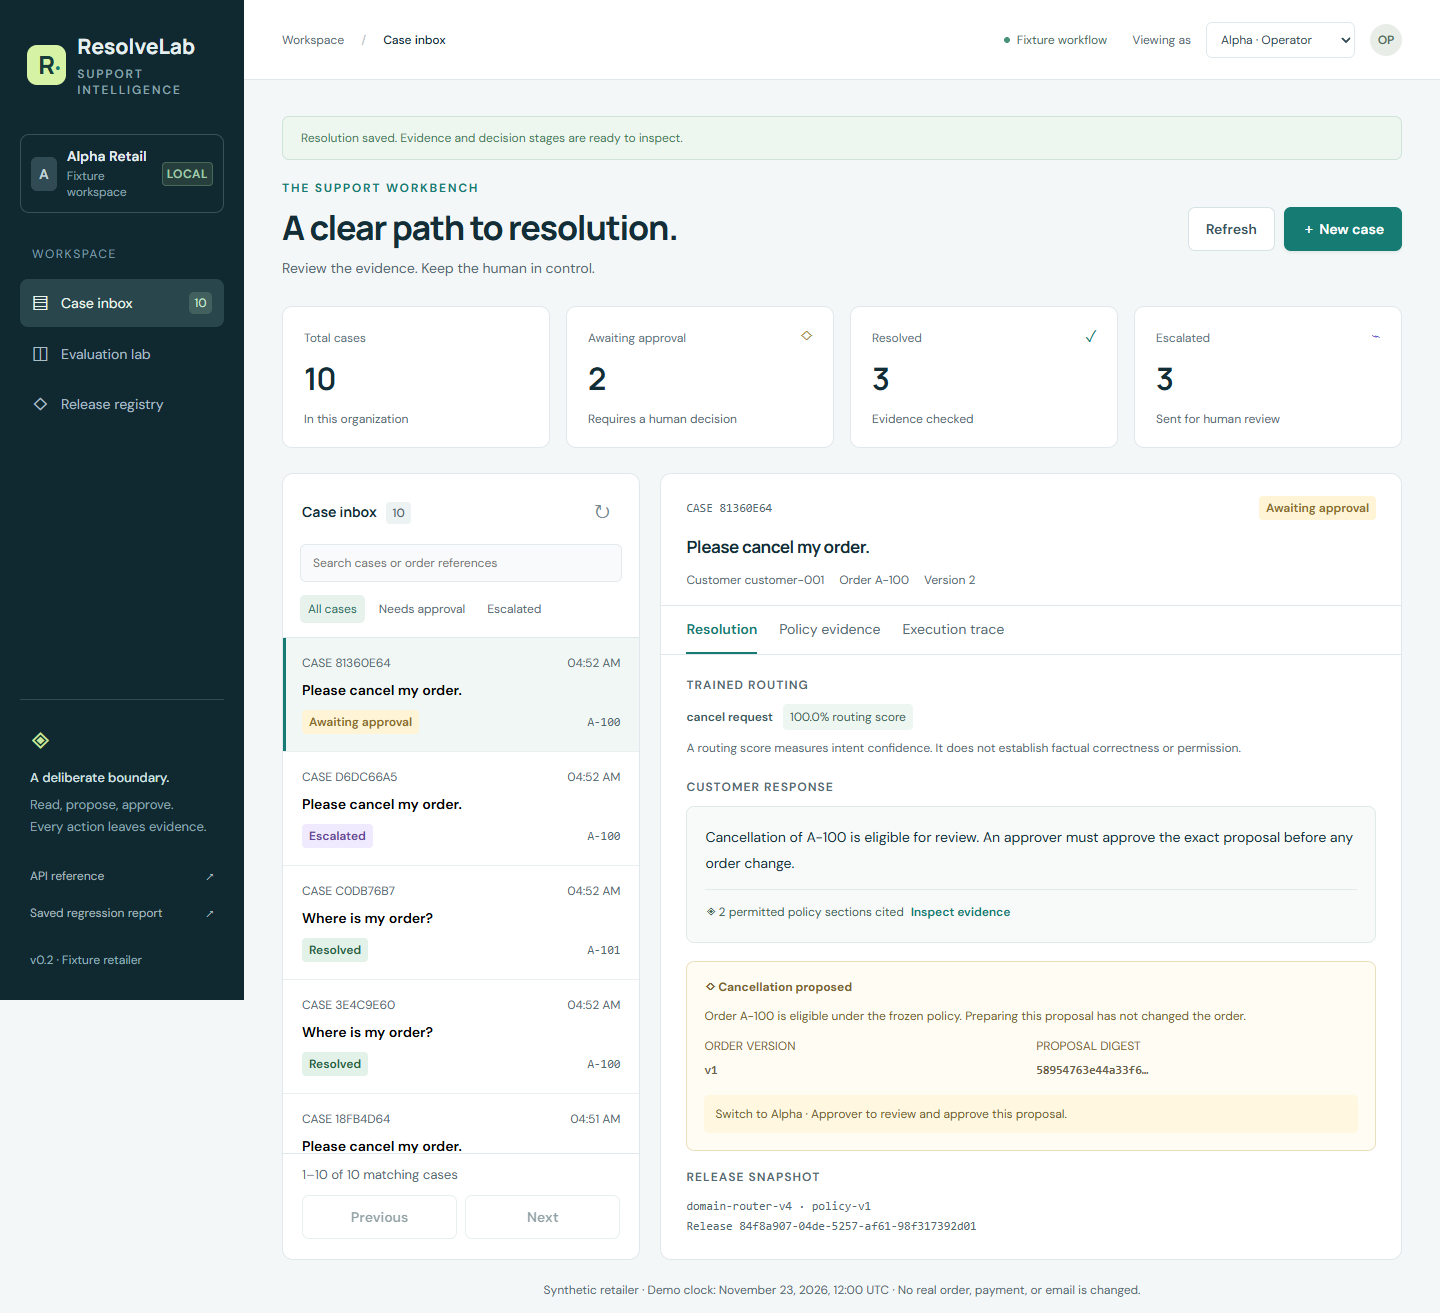 R.
ResolveLab
SUPPORT
INTELLIGENCE
A
Alpha Retail
Fixture
workspace
LOCAL
WORKSPACE
Case inbox
10
Evaluation lab
Release registry
A deliberate boundary.
Read, propose, approve.
Every action leaves evidence.
API reference ↗
Saved regression report ↗
v0.2 · Fixture retailer
Workspace / Case inbox
Fixture workflow
Viewing as
Alpha · Operator
OP
Resolution saved. Evidence and decision stages are ready to inspect.
THE SUPPORT WORKBENCH
A clear path to resolution.
Review the evidence. Keep the human in control.
Refresh
+ New case
Total cases
10
In this organization
Awaiting approval
2
Requires a human decision
Resolved
3
Evidence checked
Escalated
3
Sent for human review
Case inbox 10
Search cases or order references
All cases Needs approval Escalated
CASE 81360E64 04:52 AM
Please cancel my order.
Awaiting approval A-100
CASE D6DC66A5 04:52 AM
Please cancel my order.
Escalated A-100
CASE C0DB76B7 04:52 AM
Where is my order?
Resolved A-101
CASE 3E4C9E60 04:52 AM
Where is my order?
Resolved A-100
CASE 18FB4D64 04:51 AM
Please cancel my order.
1–10 of 10 matching cases
Previous Next
CASE 81360E64 Awaiting approval
Please cancel my order.
Customer customer-001 Order A-100 Version 2
Resolution Policy evidence Execution trace
TRAINED ROUTING
cancel request 100.0% routing score
A routing score measures intent confidence. It does not establish factual correctness or permission.
CUSTOMER RESPONSE
Cancellation of A-100 is eligible for review. An approver must approve the exact proposal before any
order change.
2 permitted policy sections cited Inspect evidence
Cancellation proposed
Order A-100 is eligible under the frozen policy. Preparing this proposal has not changed the order.
ORDER VERSION PROPOSAL DIGEST
v1 58954763e44a33f6…
Switch to Alpha · Approver to review and approve this proposal.
RELEASE SNAPSHOT
domain-router-v4 · policy-v1
Release 84f8a907-04de-5257-af61-98f317392d01
Synthetic retailer · Demo clock: November 23, 2026, 12:00 UTC · No real order, payment, or email is changed.